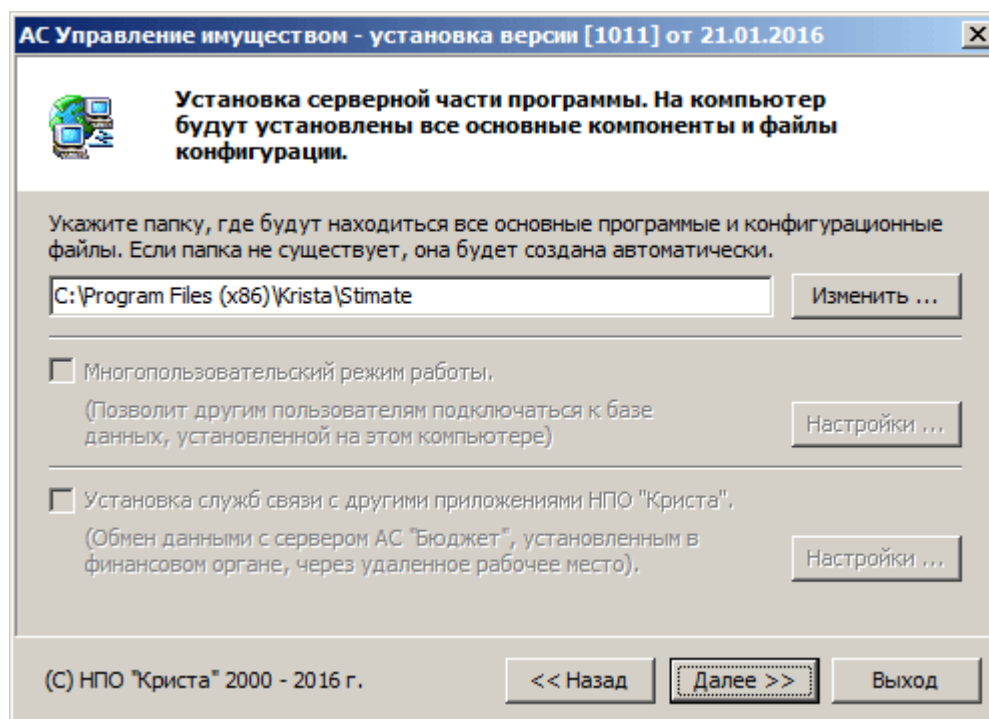 АС Управление имуществом - установка версии [1011] от 21.01.2016
Установка серверной части программы. На компьютер
будут установлены все основные компоненты и файлы
конфигурации.
Укажите папку, где будут находиться все основные программые и конфигурационные
файлы. Если папка не существует, она будет создана автоматически.
C:\Program Files (x86)\Krista\Stimate
Изменить ...
Многопользовательский режим работы.
(Позволит другим пользователям подключаться к базе
данных, установленной на этом компьютере)
Настройки ...
Установка служб связи с другими приложениями НПО "Криста".
(Обмен данными с сервером АС "Бюджет", установленным в
финансовом органе, через удаленное рабочее место).
Настройки ...
(С) НПО "Криста" 2000 - 2016 г.
<< Назад
Далее >>
Выход